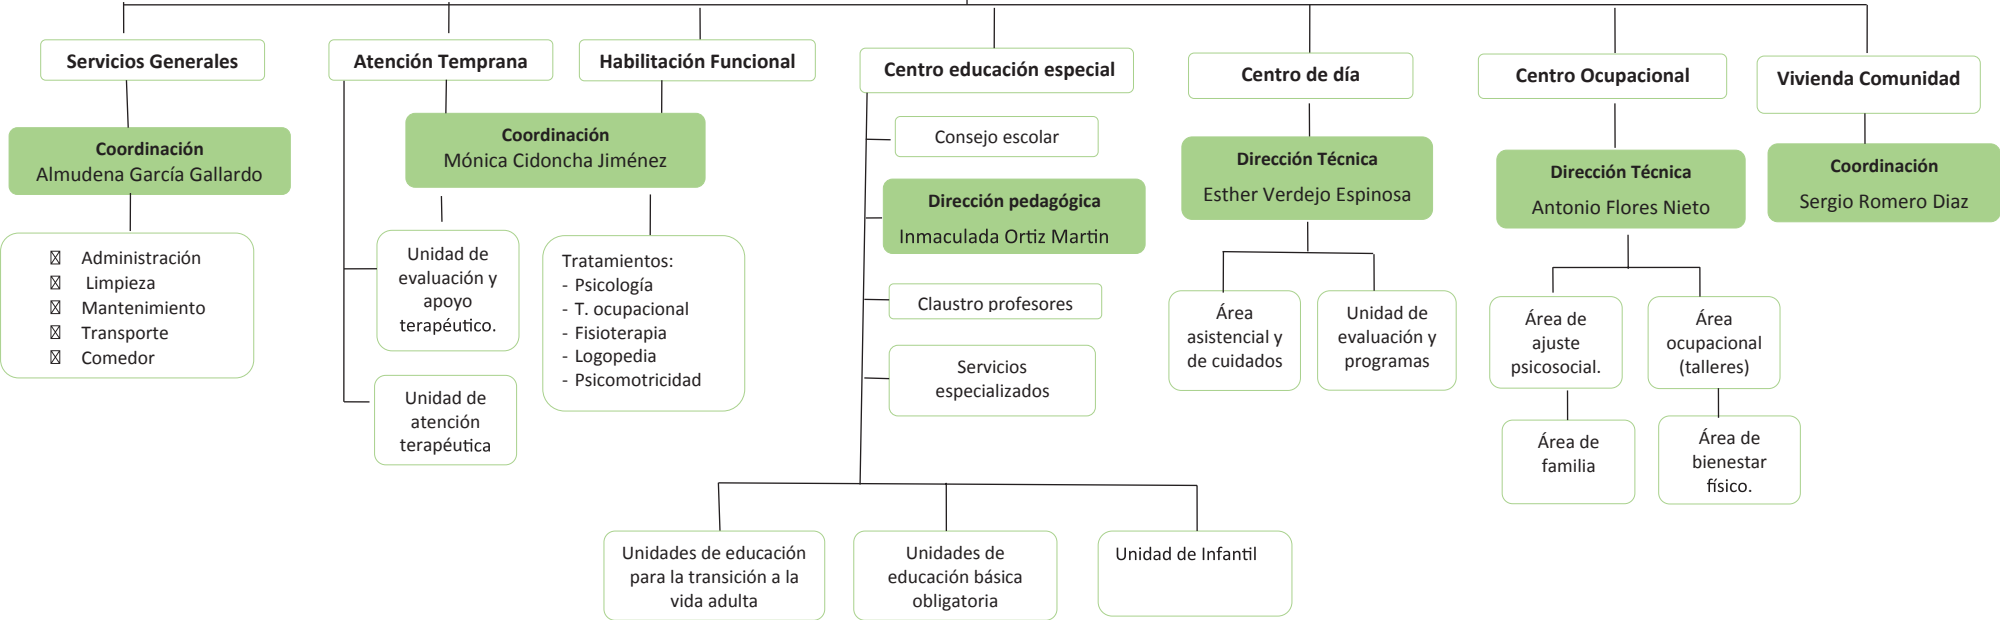 Servicios Generales
Atención Temprana
Habilitación Funcional
Centro educación especial
Centro de día
Centro Ocupacional
Vivienda Comunidad
Coordinación
Almudena García Gallardo
Administración
Limpieza
Mantenimiento
Transporte
Comedor
Coordinación
Mónica Cidoncha Jiménez
Unidad de
evaluación y
apoyo
terapéutico.
Unidad de
atención
terapéutica
Tratamientos:
- Psicología
- T. ocupacional
- Fisioterapia
- Logopedia
- Psicomotricidad
Consejo escolar
Dirección pedagógica
Inmaculada Ortiz Martin
Claustro profesores
Servicios
especializados
Unidades de educación
para la transición a la
vida adulta
Unidades de
educación básica
obligatoria
Unidad de Infantil
Dirección Técnica
Esther Verdejo Espinosa
Área
asistencial y
de cuidados
Unidad de
evaluación y
programas
Dirección Técnica
Antonio Flores Nieto
Área de
ajuste
psicosocial.
Área
ocupacional
(talleres)
Área de
familia
Área de
bienestar
físico.
Coordinación
Sergio Romero Diaz